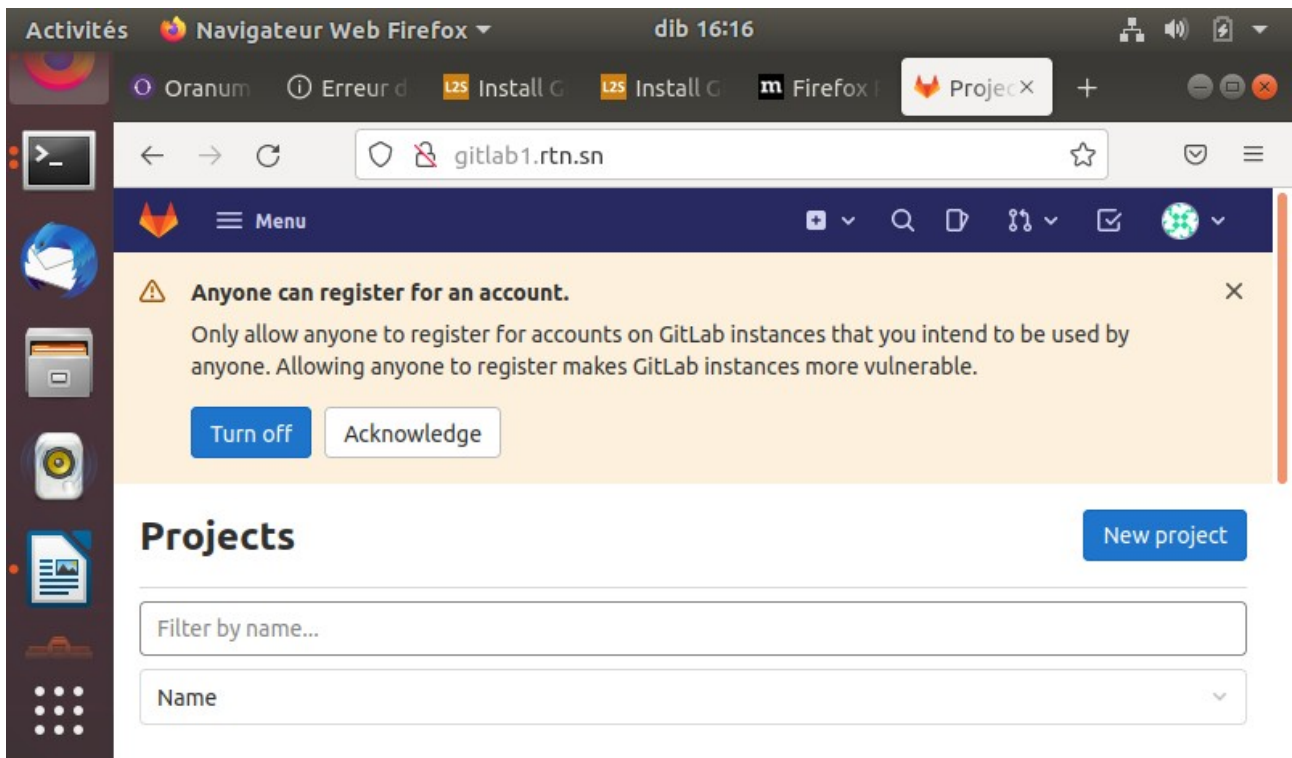 Activités Navigateur Web Firefox dib 16:16
Oranum Erreur d L2S Install G L2S Install G m Firefox Projec
gitlab1.rtn.sn
Menu
Anyone can register for an account.
Only allow anyone to register for accounts on GitLab instances that you intend to be used by
anyone. Allowing anyone to register makes GitLab instances more vulnerable.
Turn off Acknowledge
Projects New project
Filter by name...
Name